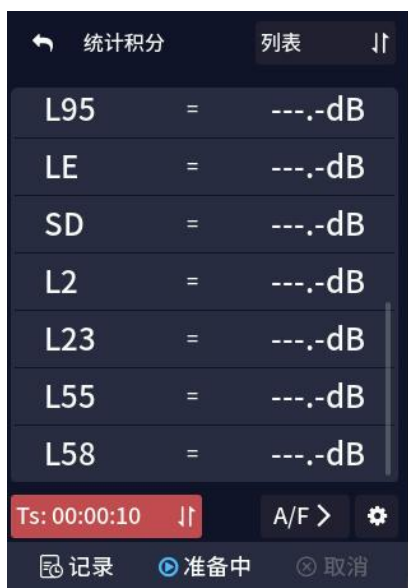 统计积分 列表
L95 = ---.-dB
LE = ---.-dB
SD = ---.-dB
L2 = ---.-dB
L23 = ---.-dB
L55 = ---.-dB
L58 = ---.-dB
Ts: 00:00:10 A/F
记录 准备中 取消